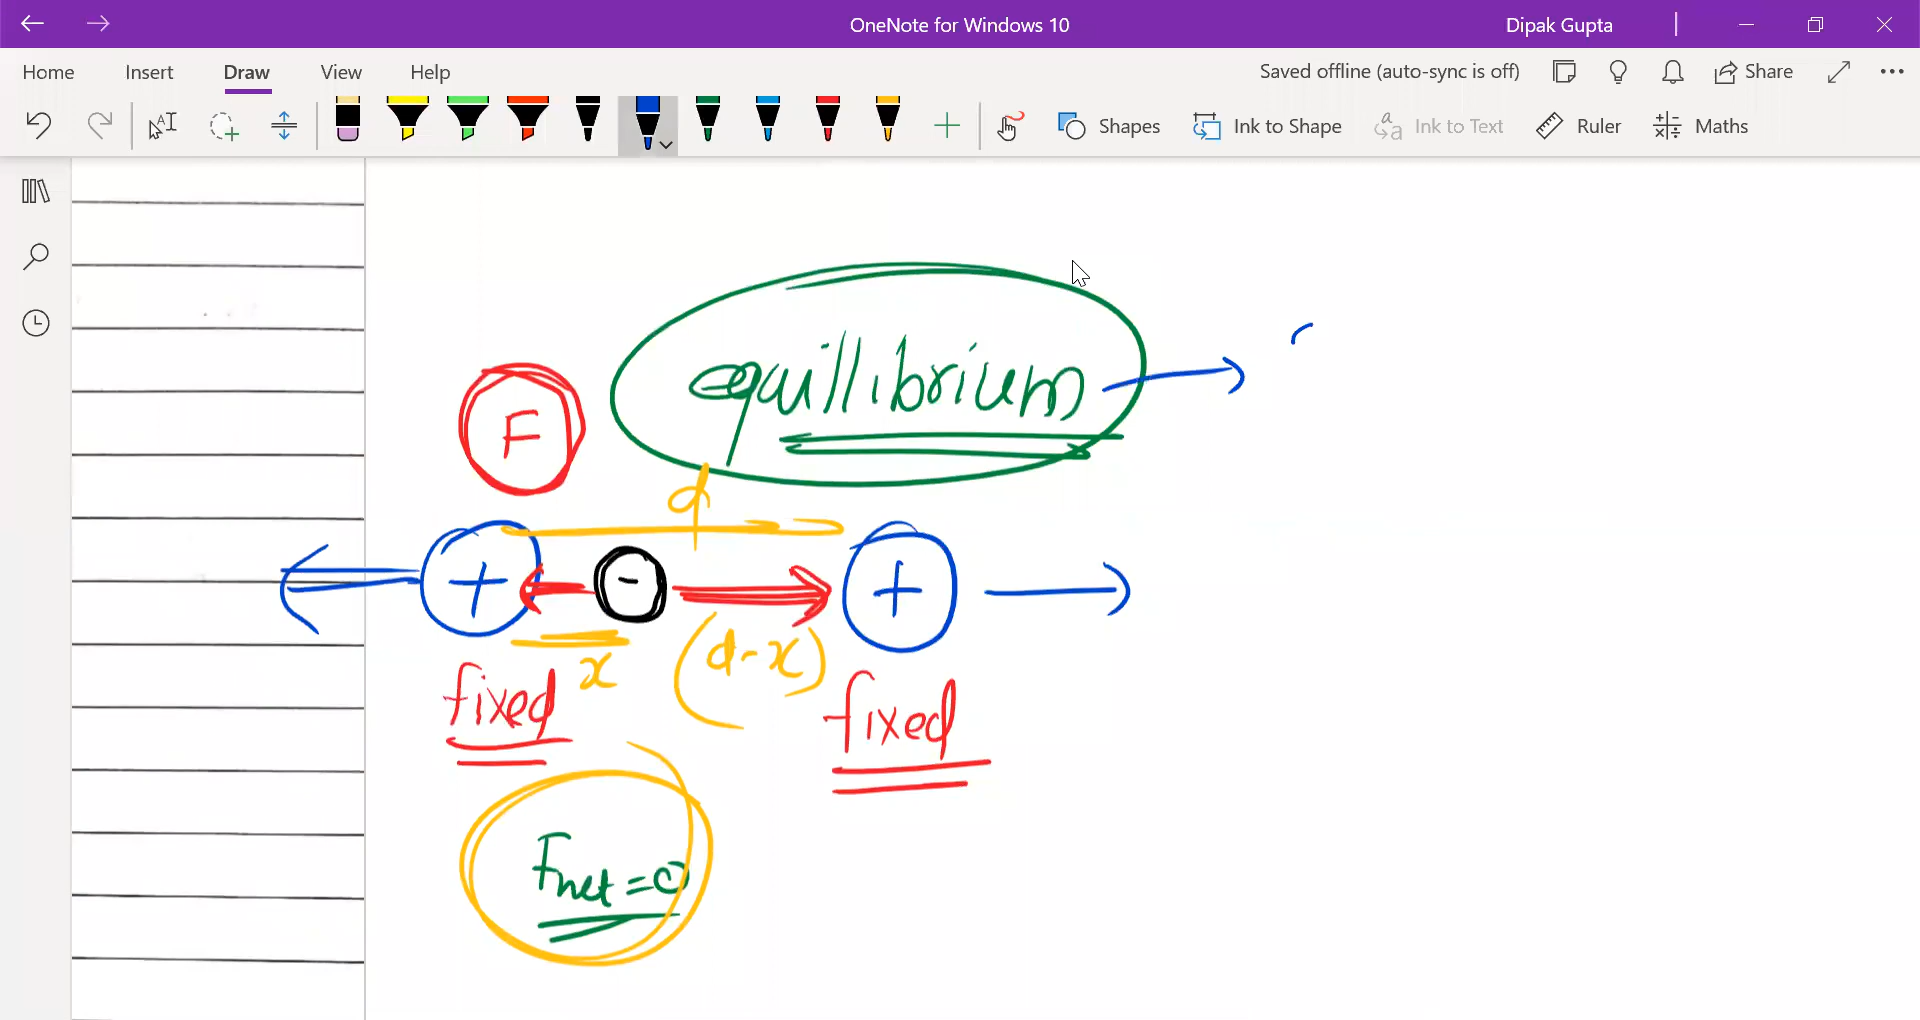 OneNote for Windows 10
Dipak Gupta
Home Insert Draw View Help
Saved offline (auto-sync is off)
Share
Shapes
Ink to Shape
Ink to Text
Ruler
Maths
equillibrium
F
d
+ - +
x
(d-x)
fixed
fixed
Fnet=0